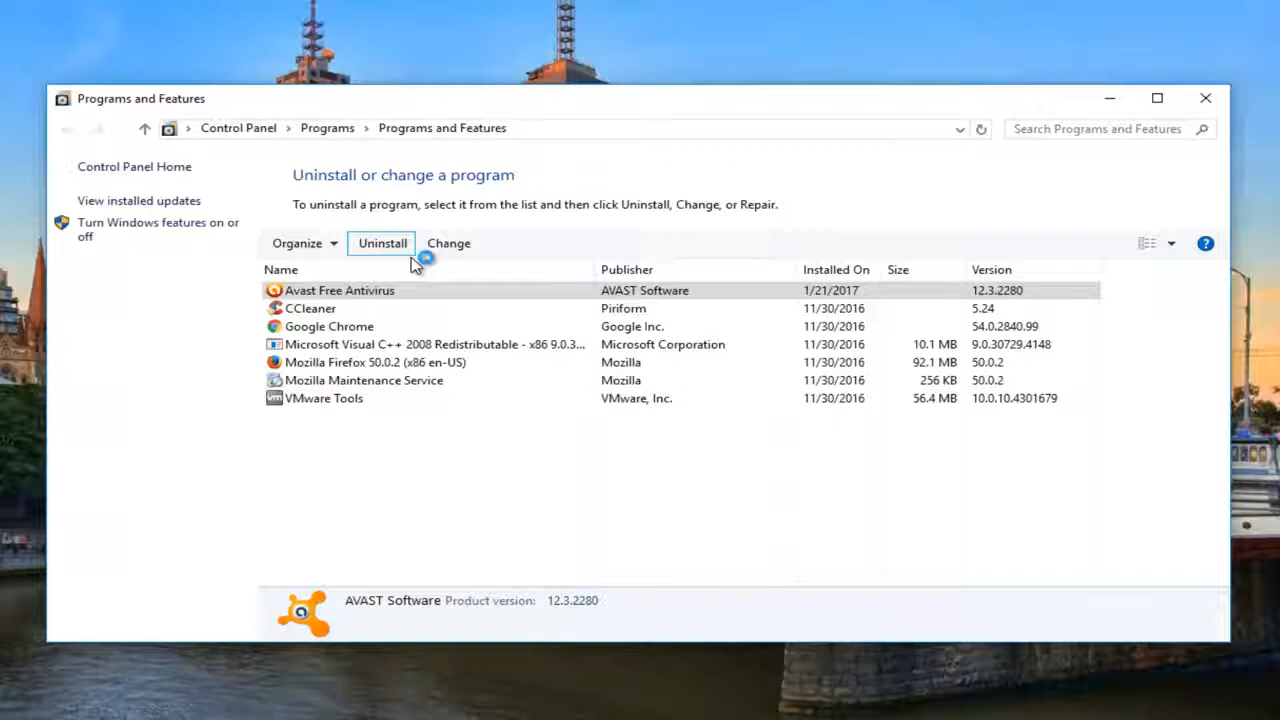 Programs and Features
Control Panel > Programs > Programs and Features
Search Programs and Features
Control Panel Home
View installed updates
Turn Windows features on or
off
Uninstall or change a program
To uninstall a program, select it from the list and then click Uninstall, Change, or Repair.
Organize Uninstall Change
Name Publisher Installed On Size Version
Avast Free Antivirus AVAST Software 1/21/2017 12.3.2280
CCleaner Piriform 11/30/2016 5.24
Google Chrome Google Inc. 11/30/2016 54.0.2840.99
Microsoft Visual C++ 2008 Redistributable - x86 9.0.3... Microsoft Corporation 11/30/2016 10.1 MB 9.0.30729.4148
Mozilla Firefox 50.0.2 (x86 en-US) Mozilla 11/30/2016 92.1 MB 50.0.2
Mozilla Maintenance Service Mozilla 11/30/2016 256 KB 50.0.2
VMware Tools VMware, Inc. 11/30/2016 56.4 MB 10.0.10.4301679
AVAST Software Product version: 12.3.2280